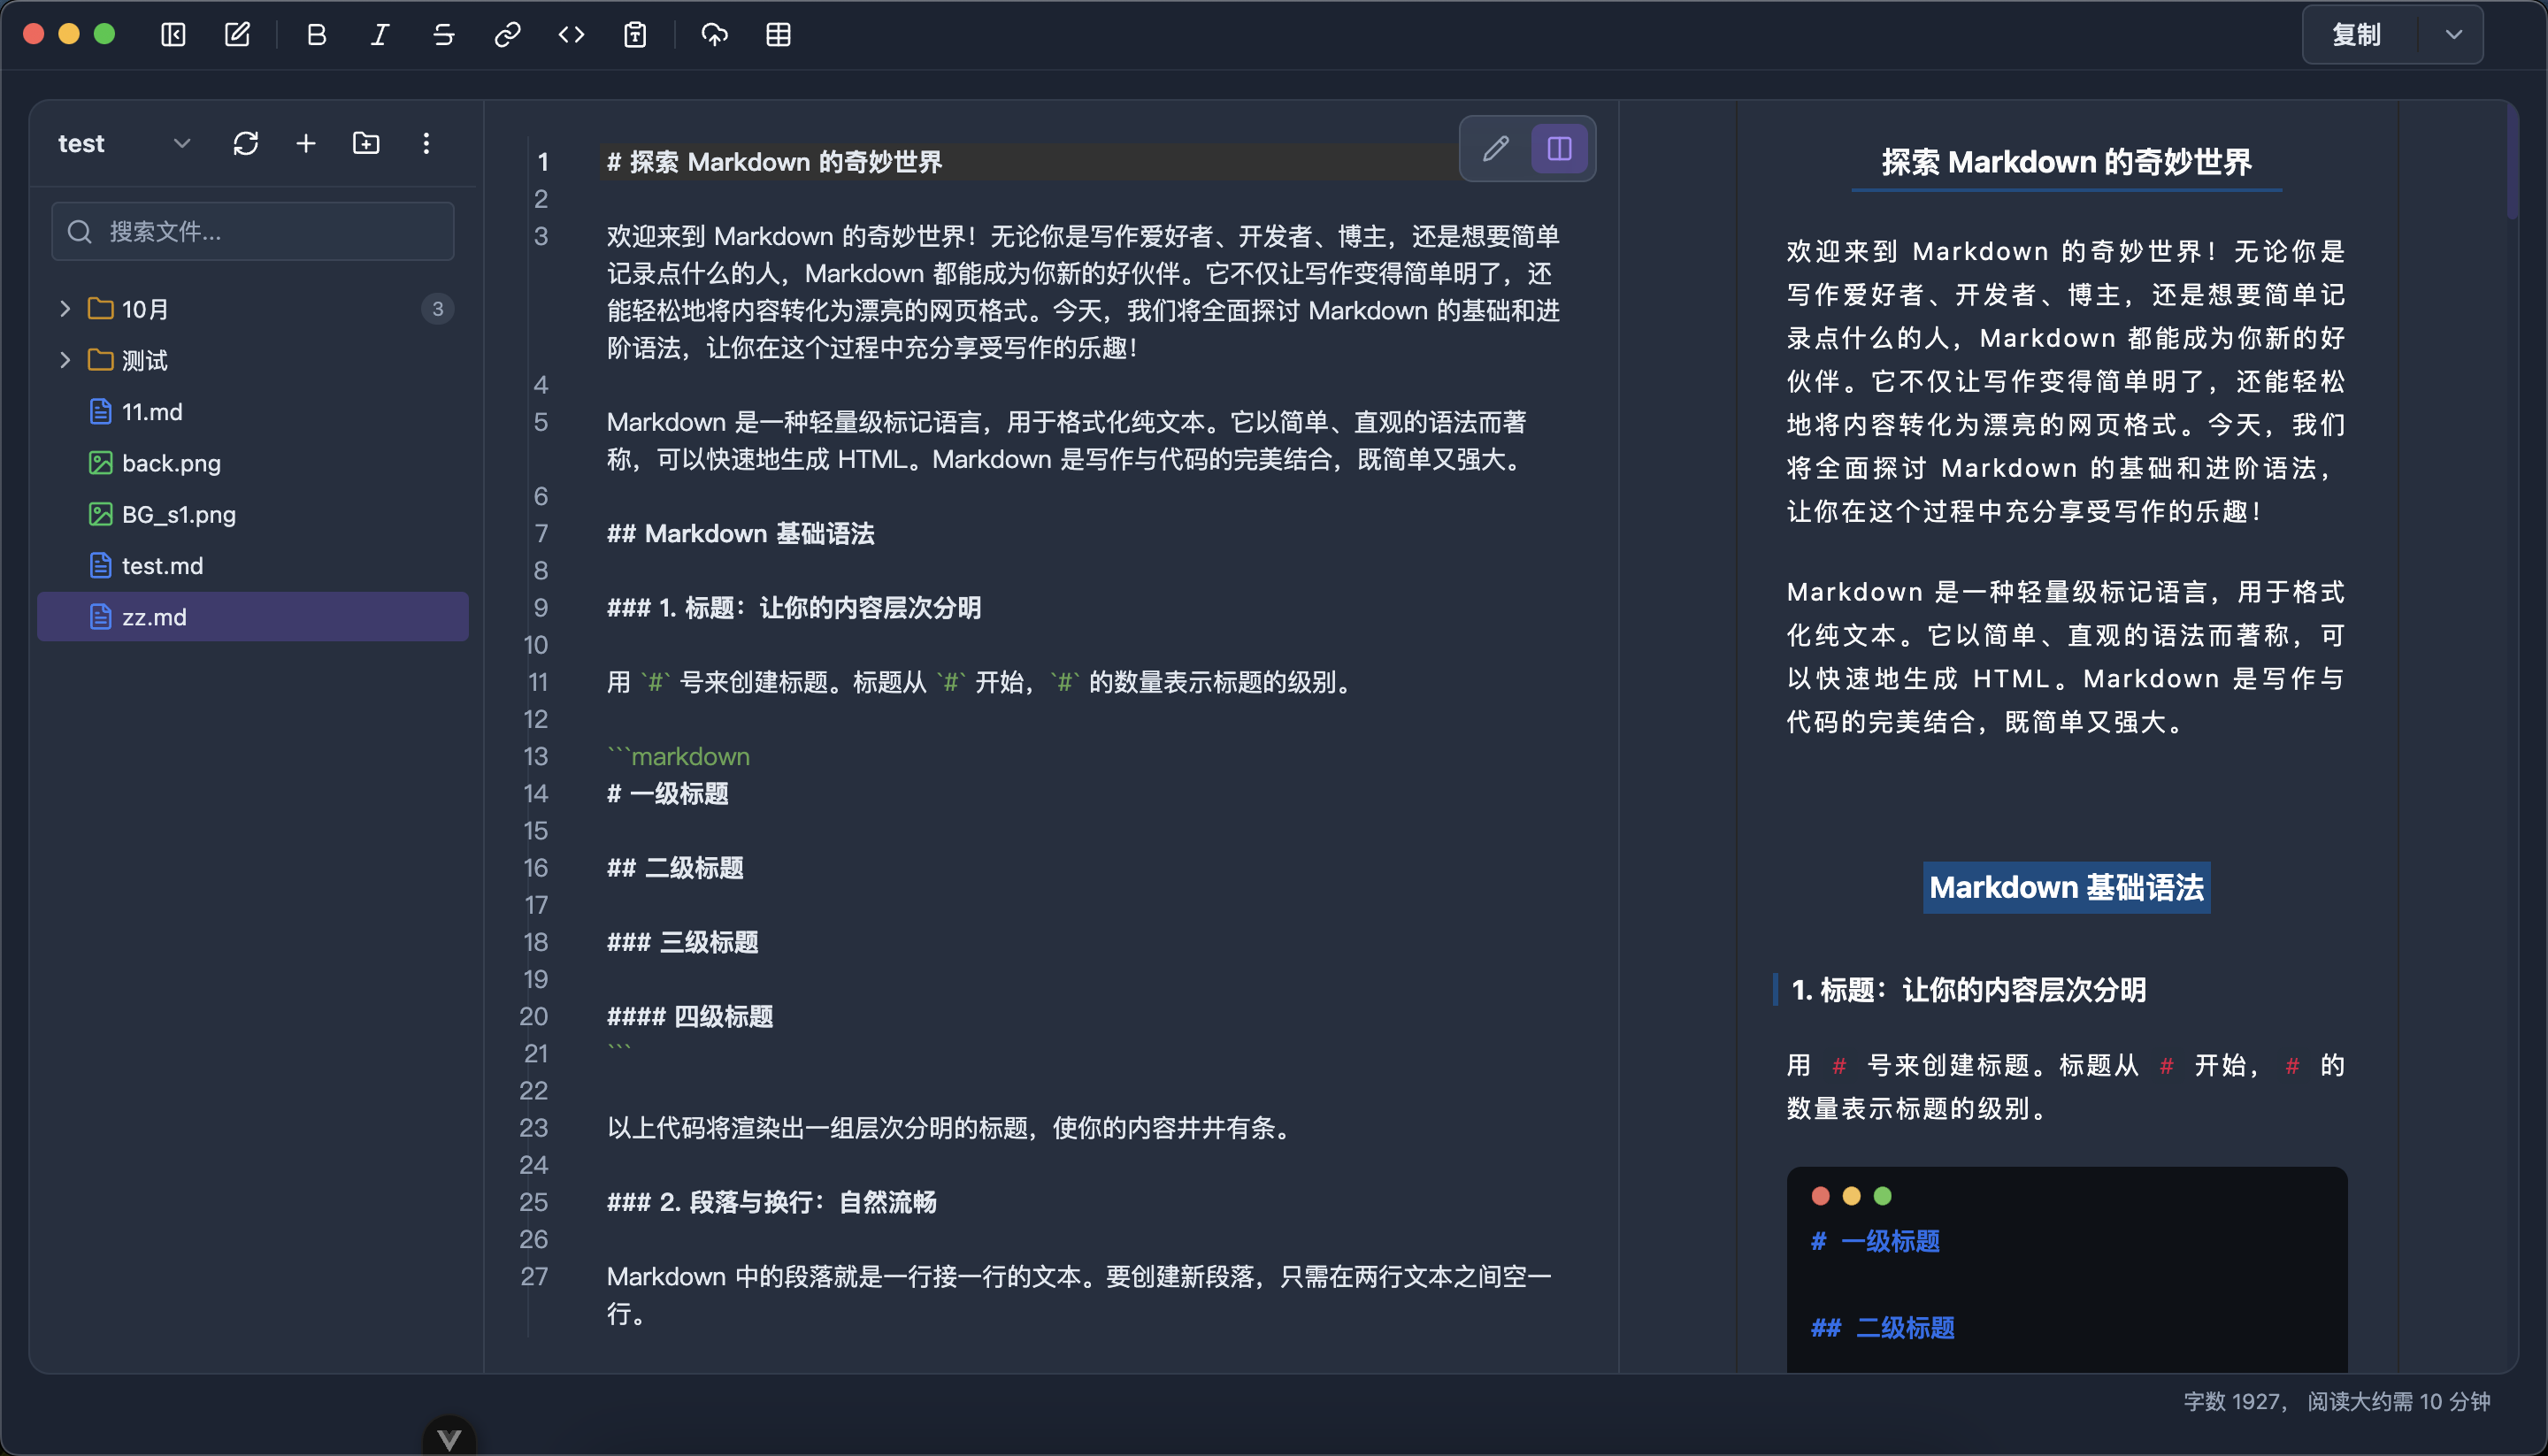 复制
test
搜索文件...
10月
3
测试
11.md
back.png
BG_s1.png
test.md
zz.md
1
# 探索 Markdown 的奇妙世界
2
3
欢迎来到 Markdown 的奇妙世界！无论你是写作爱好者、开发者、博主，还是想要简单
记录点什么的人，Markdown 都能成为你新的好伙伴。它不仅让写作变得简单明了，还
能轻松地将内容转化为漂亮的网页格式。今天，我们将全面探讨 Markdown 的基础和进
阶语法，让你在这个过程中充分享受写作的乐趣！
4
5
Markdown 是一种轻量级标记语言，用于格式化纯文本。它以简单、直观的语法而著
称，可以快速地生成 HTML。Markdown 是写作与代码的完美结合，既简单又强大。
6
7
## Markdown 基础语法
8
9
### 1. 标题：让你的内容层次分明
10
11
用 `#` 号来创建标题。标题从 `#` 开始，`#` 的数量表示标题的级别。
12
13
```markdown
14
# 一级标题
15
16
## 二级标题
17
18
### 三级标题
19
20
#### 四级标题
21
```
22
23
以上代码将渲染出一组层次分明的标题，使你的内容井井有条。
24
25
### 2. 段落与换行：自然流畅
26
27
Markdown 中的段落就是一行接一行的文本。要创建新段落，只需在两行文本之间空一
行。
探索 Markdown 的奇妙世界
欢迎来到 Markdown 的奇妙世界！无论你是
写作爱好者、开发者、博主，还是想要简单记
录点什么的人，Markdown 都能成为你新的好
伙伴。它不仅让写作变得简单明了，还能轻松
地将内容转化为漂亮的网页格式。今天，我们
将全面探讨 Markdown 的基础和进阶语法，
让你在这个过程中充分享受写作的乐趣！
Markdown 是一种轻量级标记语言，用于格式
化纯文本。它以简单、直观的语法而著称，可
以快速地生成 HTML。Markdown 是写作与
代码的完美结合，既简单又强大。
Markdown 基础语法
1. 标题：让你的内容层次分明
用 # 号来创建标题。标题从 # 开始， # 的
数量表示标题的级别。
# 一级标题
## 二级标题
字数 1927， 阅读大约需 10 分钟